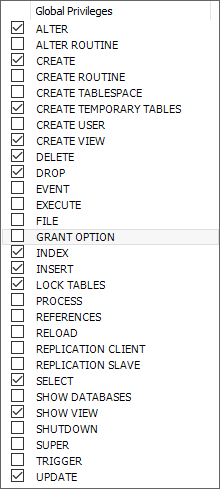 Global Privileges
ALTER
ALTER ROUTINE
CREATE
CREATE ROUTINE
CREATE TABLESPACE
CREATE TEMPORARY TABLES
CREATE USER
CREATE VIEW
DELETE
DROP
EVENT
EXECUTE
FILE
GRANT OPTION
INDEX
INSERT
LOCK TABLES
PROCESS
REFERENCES
RELOAD
REPLICATION CLIENT
REPLICATION SLAVE
SELECT
SHOW DATABASES
SHOW VIEW
SHUTDOWN
SUPER
TRIGGER
UPDATE